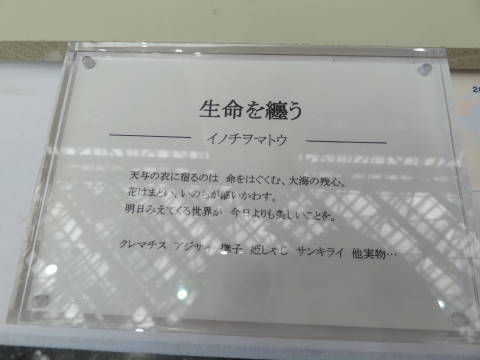 生命を纏う
イノチヲマトウ
天与の衣に宿るのは 命をはぐくむ、大海の残心。
花はまとい、いのちが謳いかわす。
明日みえてくる世界が 今日よりも美しいことを。
クレマチス アジサイ 撫子 姫しゃじ サンキライ 他実物…
20